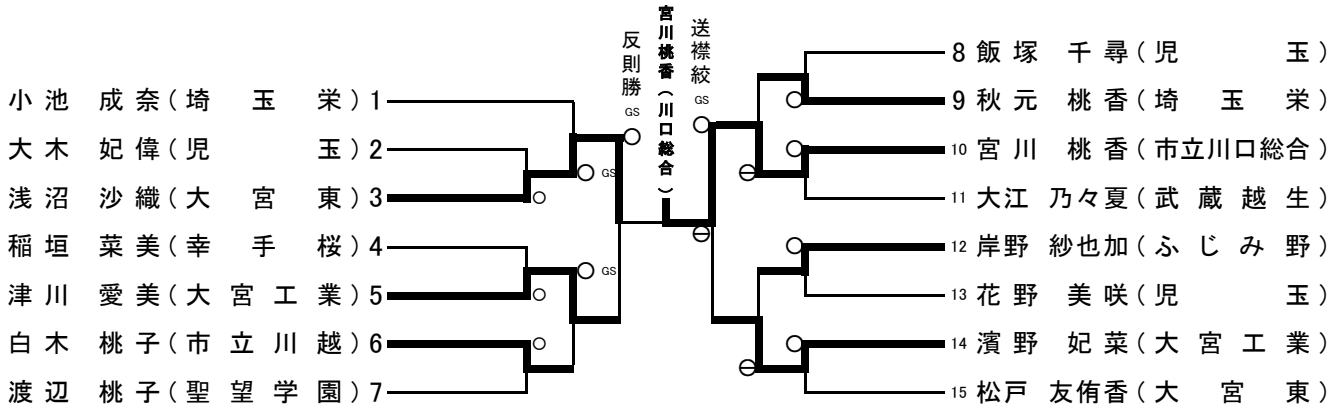 小池 成奈(埼玉栄)1
大木 妃偉(児玉)2
浅沼 沙織(大宮東)3
稲垣 菜美(幸手桜)4
津川 愛美(大宮工業)5
白木 桃子(市立川越)6
渡辺 桃子(聖望学園)7
GS
GS
反則勝
GS
宮川桃香(川口総合)
送襟絞
GS
8 飯塚 千尋(児玉)
9 秋元 桃香(埼玉栄)
10 宮川 桃香(市立川口総合)
11 大江 乃々夏(武蔵越生)
12 岸野 紗也加(ふじみ野)
13 花野 美咲(児玉)
14 濱野 妃菜(大宮工業)
15 松戸 友侑香(大宮東)